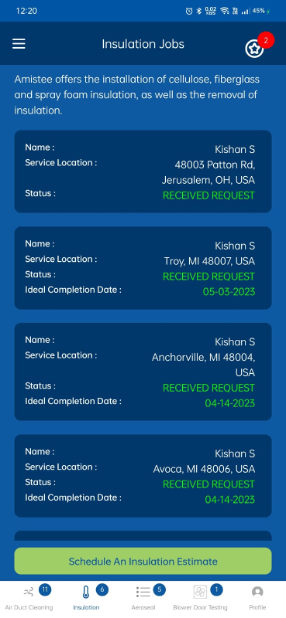 12:20
45%
Insulation Jobs
2
Amistee offers the installation of cellulose, fiberglass
and spray foam insulation, as well as the removal of
insulation.
Name : Kishan S
Service Location : 48003 Patton Rd,
Jerusalem, OH, USA
Status : RECEIVED REQUEST
Name : Kishan S
Service Location : Troy, MI 48007, USA
Status : RECEIVED REQUEST
Ideal Completion Date : 05-03-2023
Name : Kishan S
Service Location : Anchorville, MI 48004,
USA
Status : RECEIVED REQUEST
Ideal Completion Date : 04-14-2023
Name : Kishan S
Service Location : Avoca, MI 48006, USA
Status : RECEIVED REQUEST
Ideal Completion Date : 04-14-2023
Schedule An Insulation Estimate
11 6 5 1
Air Duct Cleaning Insulation Aeroseal Blower Door Testing Profile